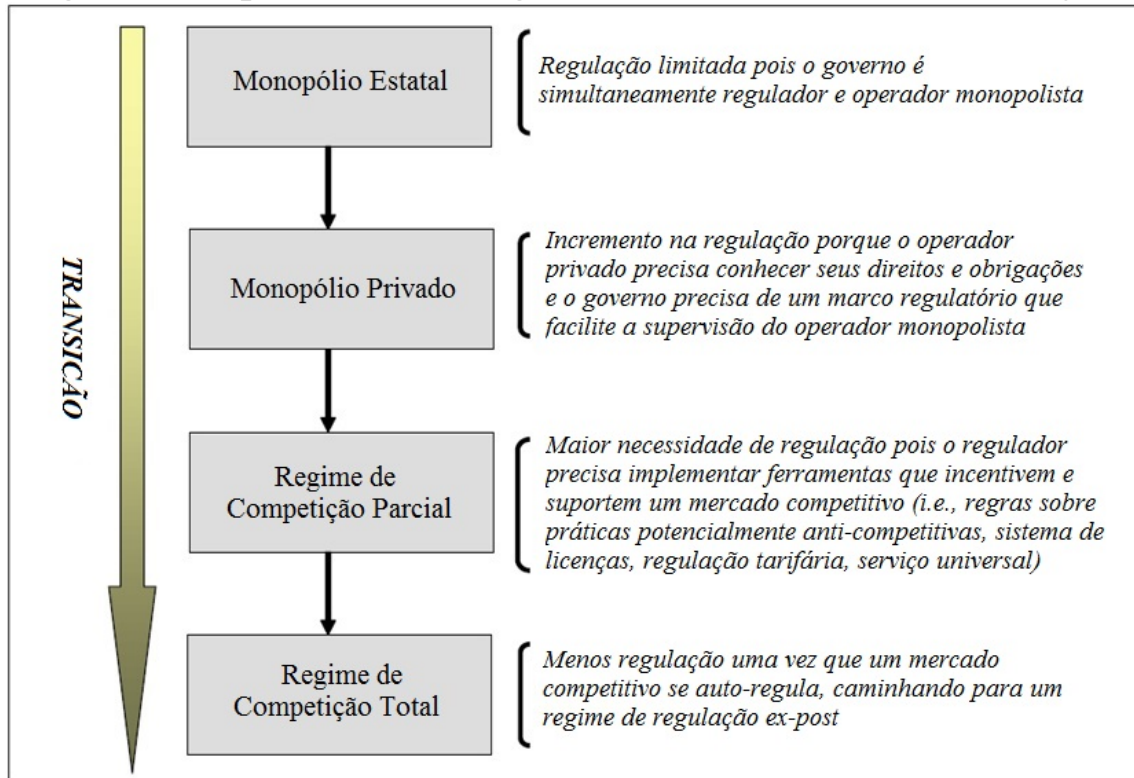 Monopólio Estatal
Regulação limitada pois o governo é
simultaneamente regulador e operador monopolista
Monopólio Privado
Incremento na regulação porque o operador
privado precisa conhecer seus direitos e obrigações
e o governo precisa de um marco regulatório que
facilite a supervisão do operador monopolista
TRANSICÃO
Regime de
Competição Parcial
Maior necessidade de regulação pois o regulador
precisa implementar ferramentas que incentivem e
suportem um mercado competitivo (i.e., regras sobre
práticas potencialmente anti-competitivas, sistema de
licenças, regulação tarifária, serviço universal)
Regime de
Competição Total
Menos regulação uma vez que um mercado
competitivo se auto-regula, caminhando para um
regime de regulação ex-post